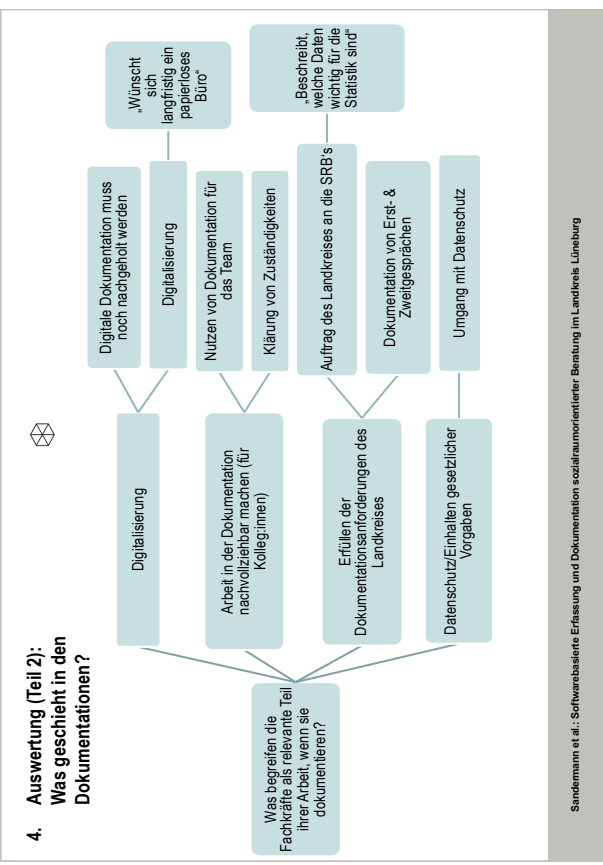 4. Auswertung (Teil 2):
Was geschieht in den
Dokumentationen?
Was begreifen die
Fachkräfte als relevante Teil
ihrer Arbeit, wenn sie
dokumentieren?
Digitalisierung
Digitale Dokumentation muss
noch nachgeholt werden
Digitalisierung
„Wünscht
sich
langfristig ein
papierloses
Büro“
Arbeit in der Dokumentation
nachvollziehbar machen (für
Kolleg:innen)
Nutzen von Dokumentation für
das Team
Klärung von Zuständigkeiten
Erfüllen der
Dokumentationsanforderungen des
Landkreises
Auftrag des Landkreises an die SRB's
„Beschreibt,
welche Daten
wichtig für die
Statistik sind“
Dokumentation von Erst- &
Zweitgesprächen
Datenschutz/Einhalten gesetzlicher
Vorgaben
Umgang mit Datenschutz
Sandermann et al.: Softwarebasierte Erfassung und Dokumentation sozialraumorientierter Beratung im Landkreis Lüneburg